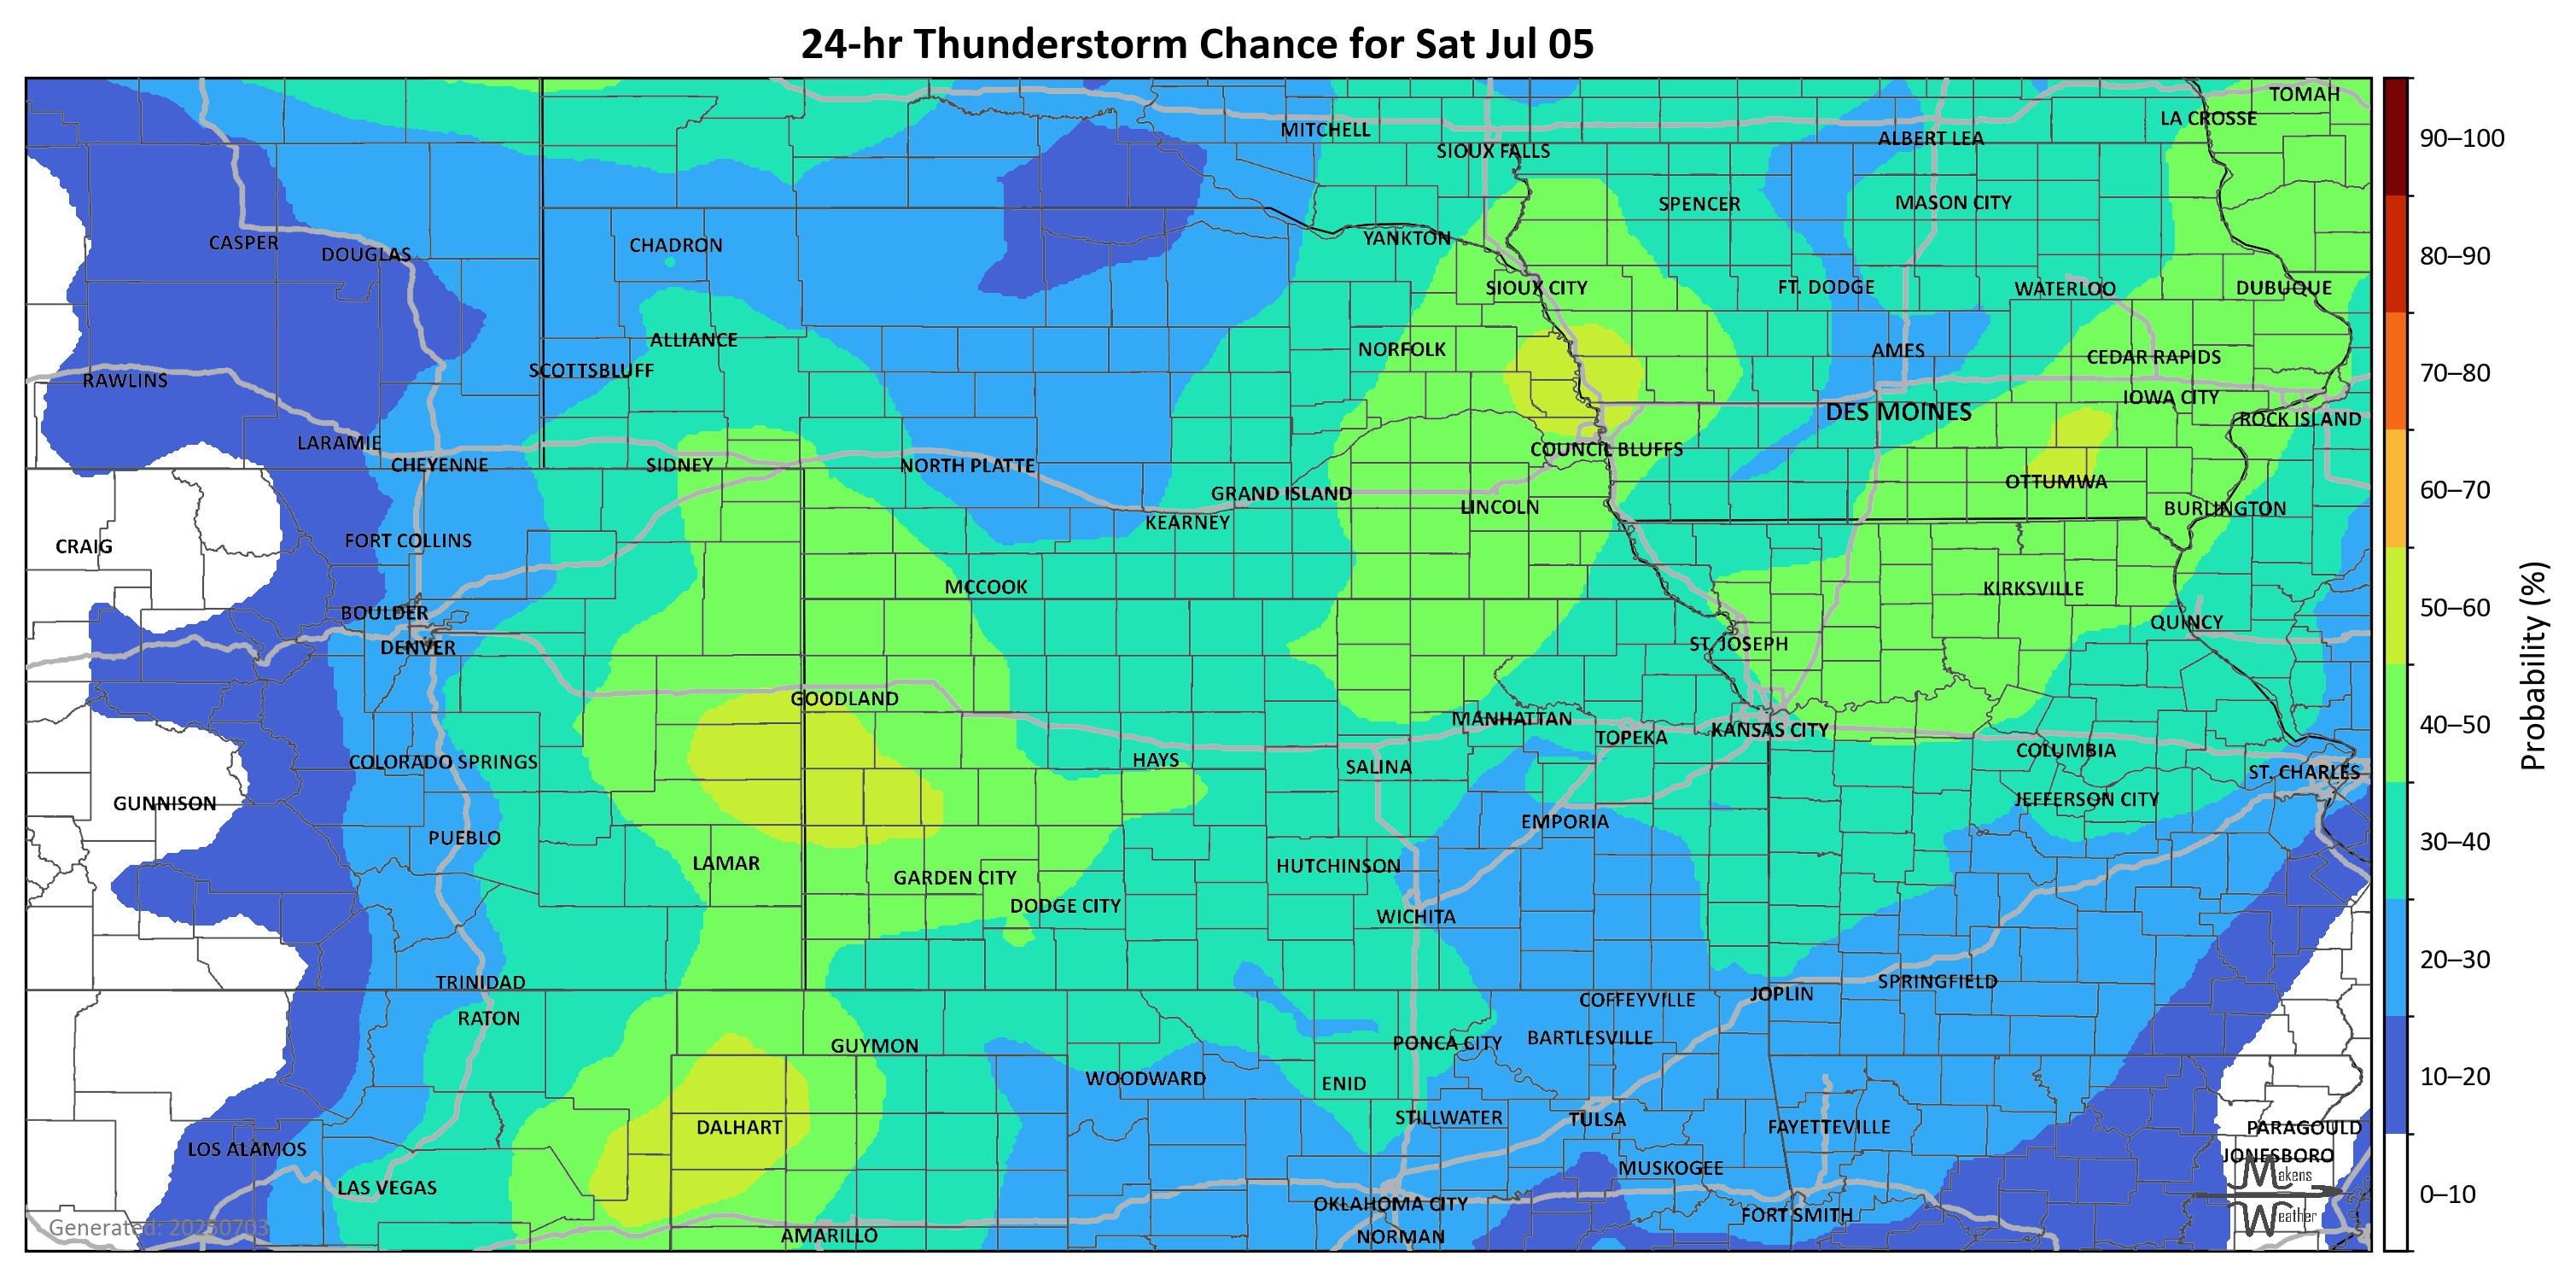 24-hr Thunderstorm Chance for Sat Jul 05
TOMAH
LA CROSSE
MITCHELL
ALBERT LEA
90–100
SIOUX FALLS
SPENCER
MASON CITY
CASPER
CHADRON
YANKTON
DOUGLAS
80–90
SIOUX CITY
FT. DODGE
WATERLOO
DUBUQUE
ALLIANCE
NORFOLK
AMES
CEDAR RAPIDS
SCOTTSBLUFF
RAWLINS
70–80
IOWA CITY
DES MOINES
ROCK ISLAND
LARAMIE
COUNCIL BLUFFS
CHEYENNE
SIDNEY
NORTH PLATTE
OTTUMWA
60–70
GRAND ISLAND
LINCOLN
BURLINGTON
KEARNEY
FORT COLLINS
CRAIG
MCCOOK
KIRKSVILLE
BOULDER
50–60
QUINCY
DENVER
ST. JOSEPH
Probability (%)
GOODLAND
MANHATTAN
40–50
KANSAS CITY
TOPEKA
COLUMBIA
COLORADO SPRINGS
HAYS
SALINA
ST. CHARLES
GUNNISON
JEFFERSON CITY
EMPORIA
PUEBLO
30–40
LAMAR
HUTCHINSON
GARDEN CITY
DODGE CITY
WICHITA
20–30
TRINIDAD
SPRINGFIELD
JOPLIN
COFFEYVILLE
RATON
BARTLESVILLE
GUYMON
PONCA CITY
WOODWARD
ENID
10–20
STILLWATER
TULSA
DALHART
FAYETTEVILLE
PARAGOULD
LOS ALAMOS
JONESBORO
MUSKOGEE
Makens
LAS VEGAS
0–10
OKLAHOMA CITY
FORT SMITH
Weather
Generated: 20250703
AMARILLO
NORMAN